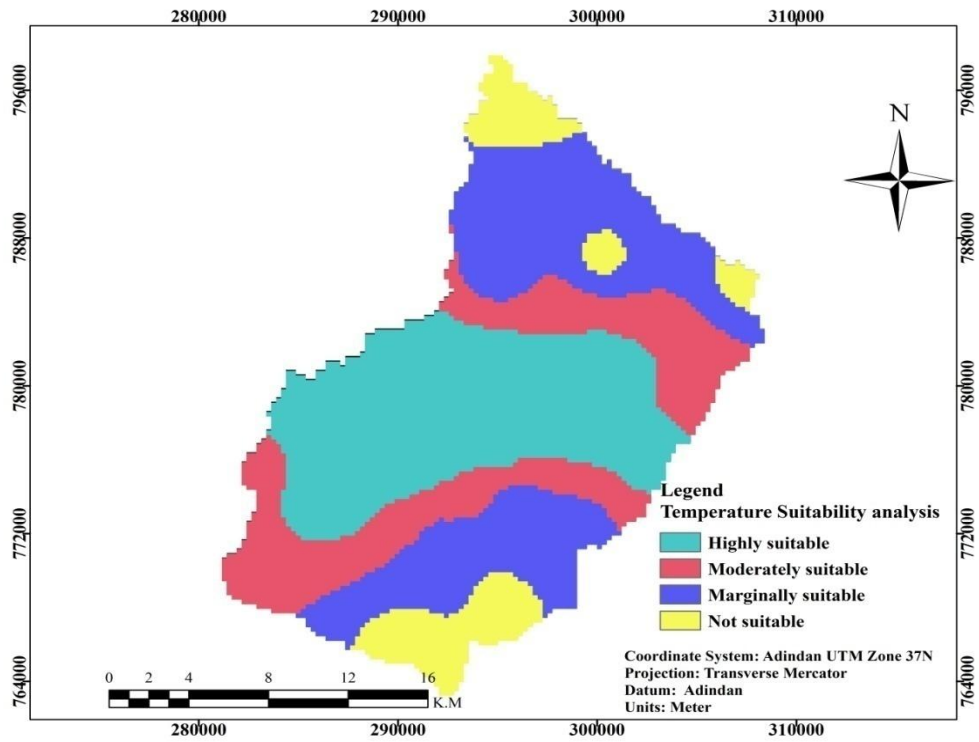 280000 290000 300000 310000
796000
788000
780000
772000
764000
N
796000
788000
780000
772000
764000
Legend
Temperature Suitability analysis
Highly suitable
Moderately suitable
Marginally suitable
Not suitable
Coordinate System: Adindan UTM Zone 37N
Projection: Transverse Mercator
Datum: Adindan
Units: Meter
0 2 4 8 12 16
K.M
280000 290000 300000 310000